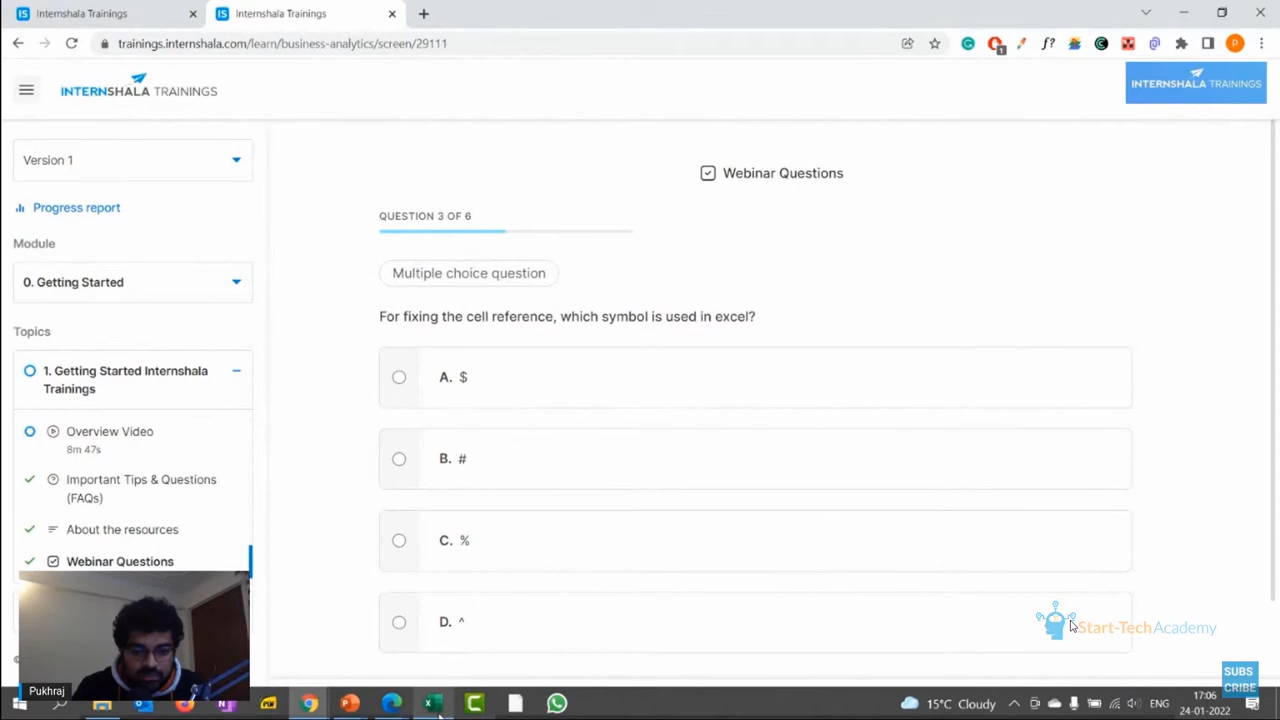 Internshala Trainings
Internshala Trainings
trainings.internshala.com/learn/business-analytics/screen/29111
INTERNSHALA TRAININGS
INTERNSHALA TRAININGS
Version 1
Progress report
Module
0. Getting Started
Topics
1. Getting Started Internshala
Trainings
Overview Video
8m 47s
Important Tips & Questions
(FAQs)
About the resources
Webinar Questions
Webinar Questions
QUESTION 3 OF 6
Multiple choice question
For fixing the cell reference, which symbol is used in excel?
A. $
B. #
C. %
D. ^
Start-Tech Academy
SUBS
CRIBE
Pukhraj
15°C Cloudy
ENG
17:06
24-01-2022